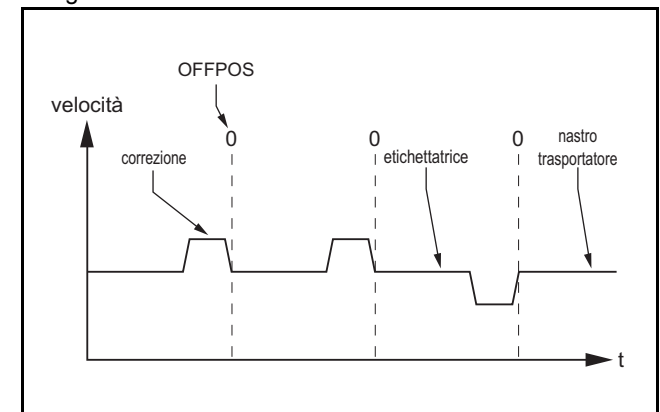 OFFPOS
velocità
0
0
0
correzione
etichettatrice
nastro
trasportatore
t